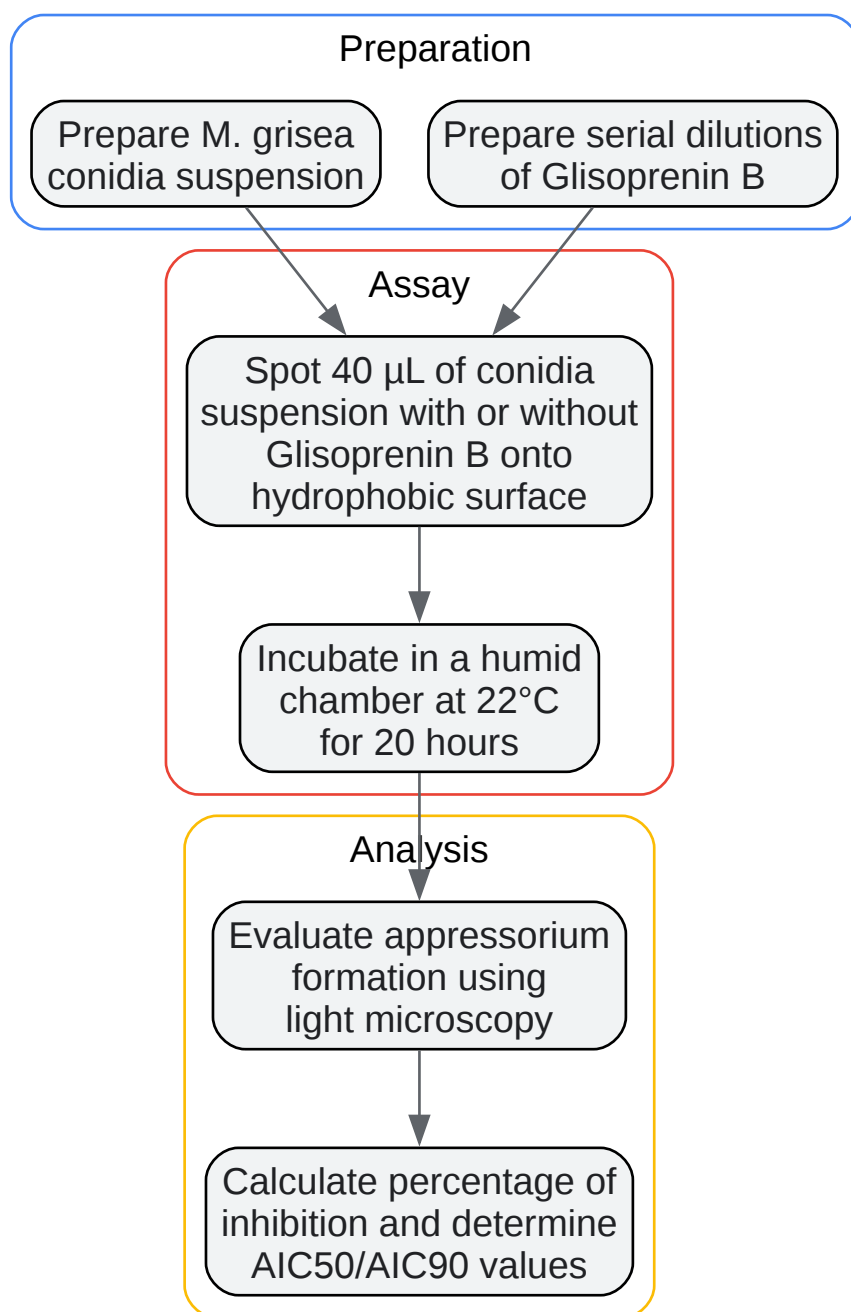 Preparation
Prepare M. grisea
conidia suspension
Prepare serial dilutions
of Glisoprenin B
Assay
Spot 40 µL of conidia
suspension with or without
Glisoprenin B onto
hydrophobic surface
Incubate in a humid
chamber at 22°C
for 20 hours
Analysis
Evaluate appressorium
formation using
light microscopy
Calculate percentage of
inhibition and determine
AIC50/AIC90 values